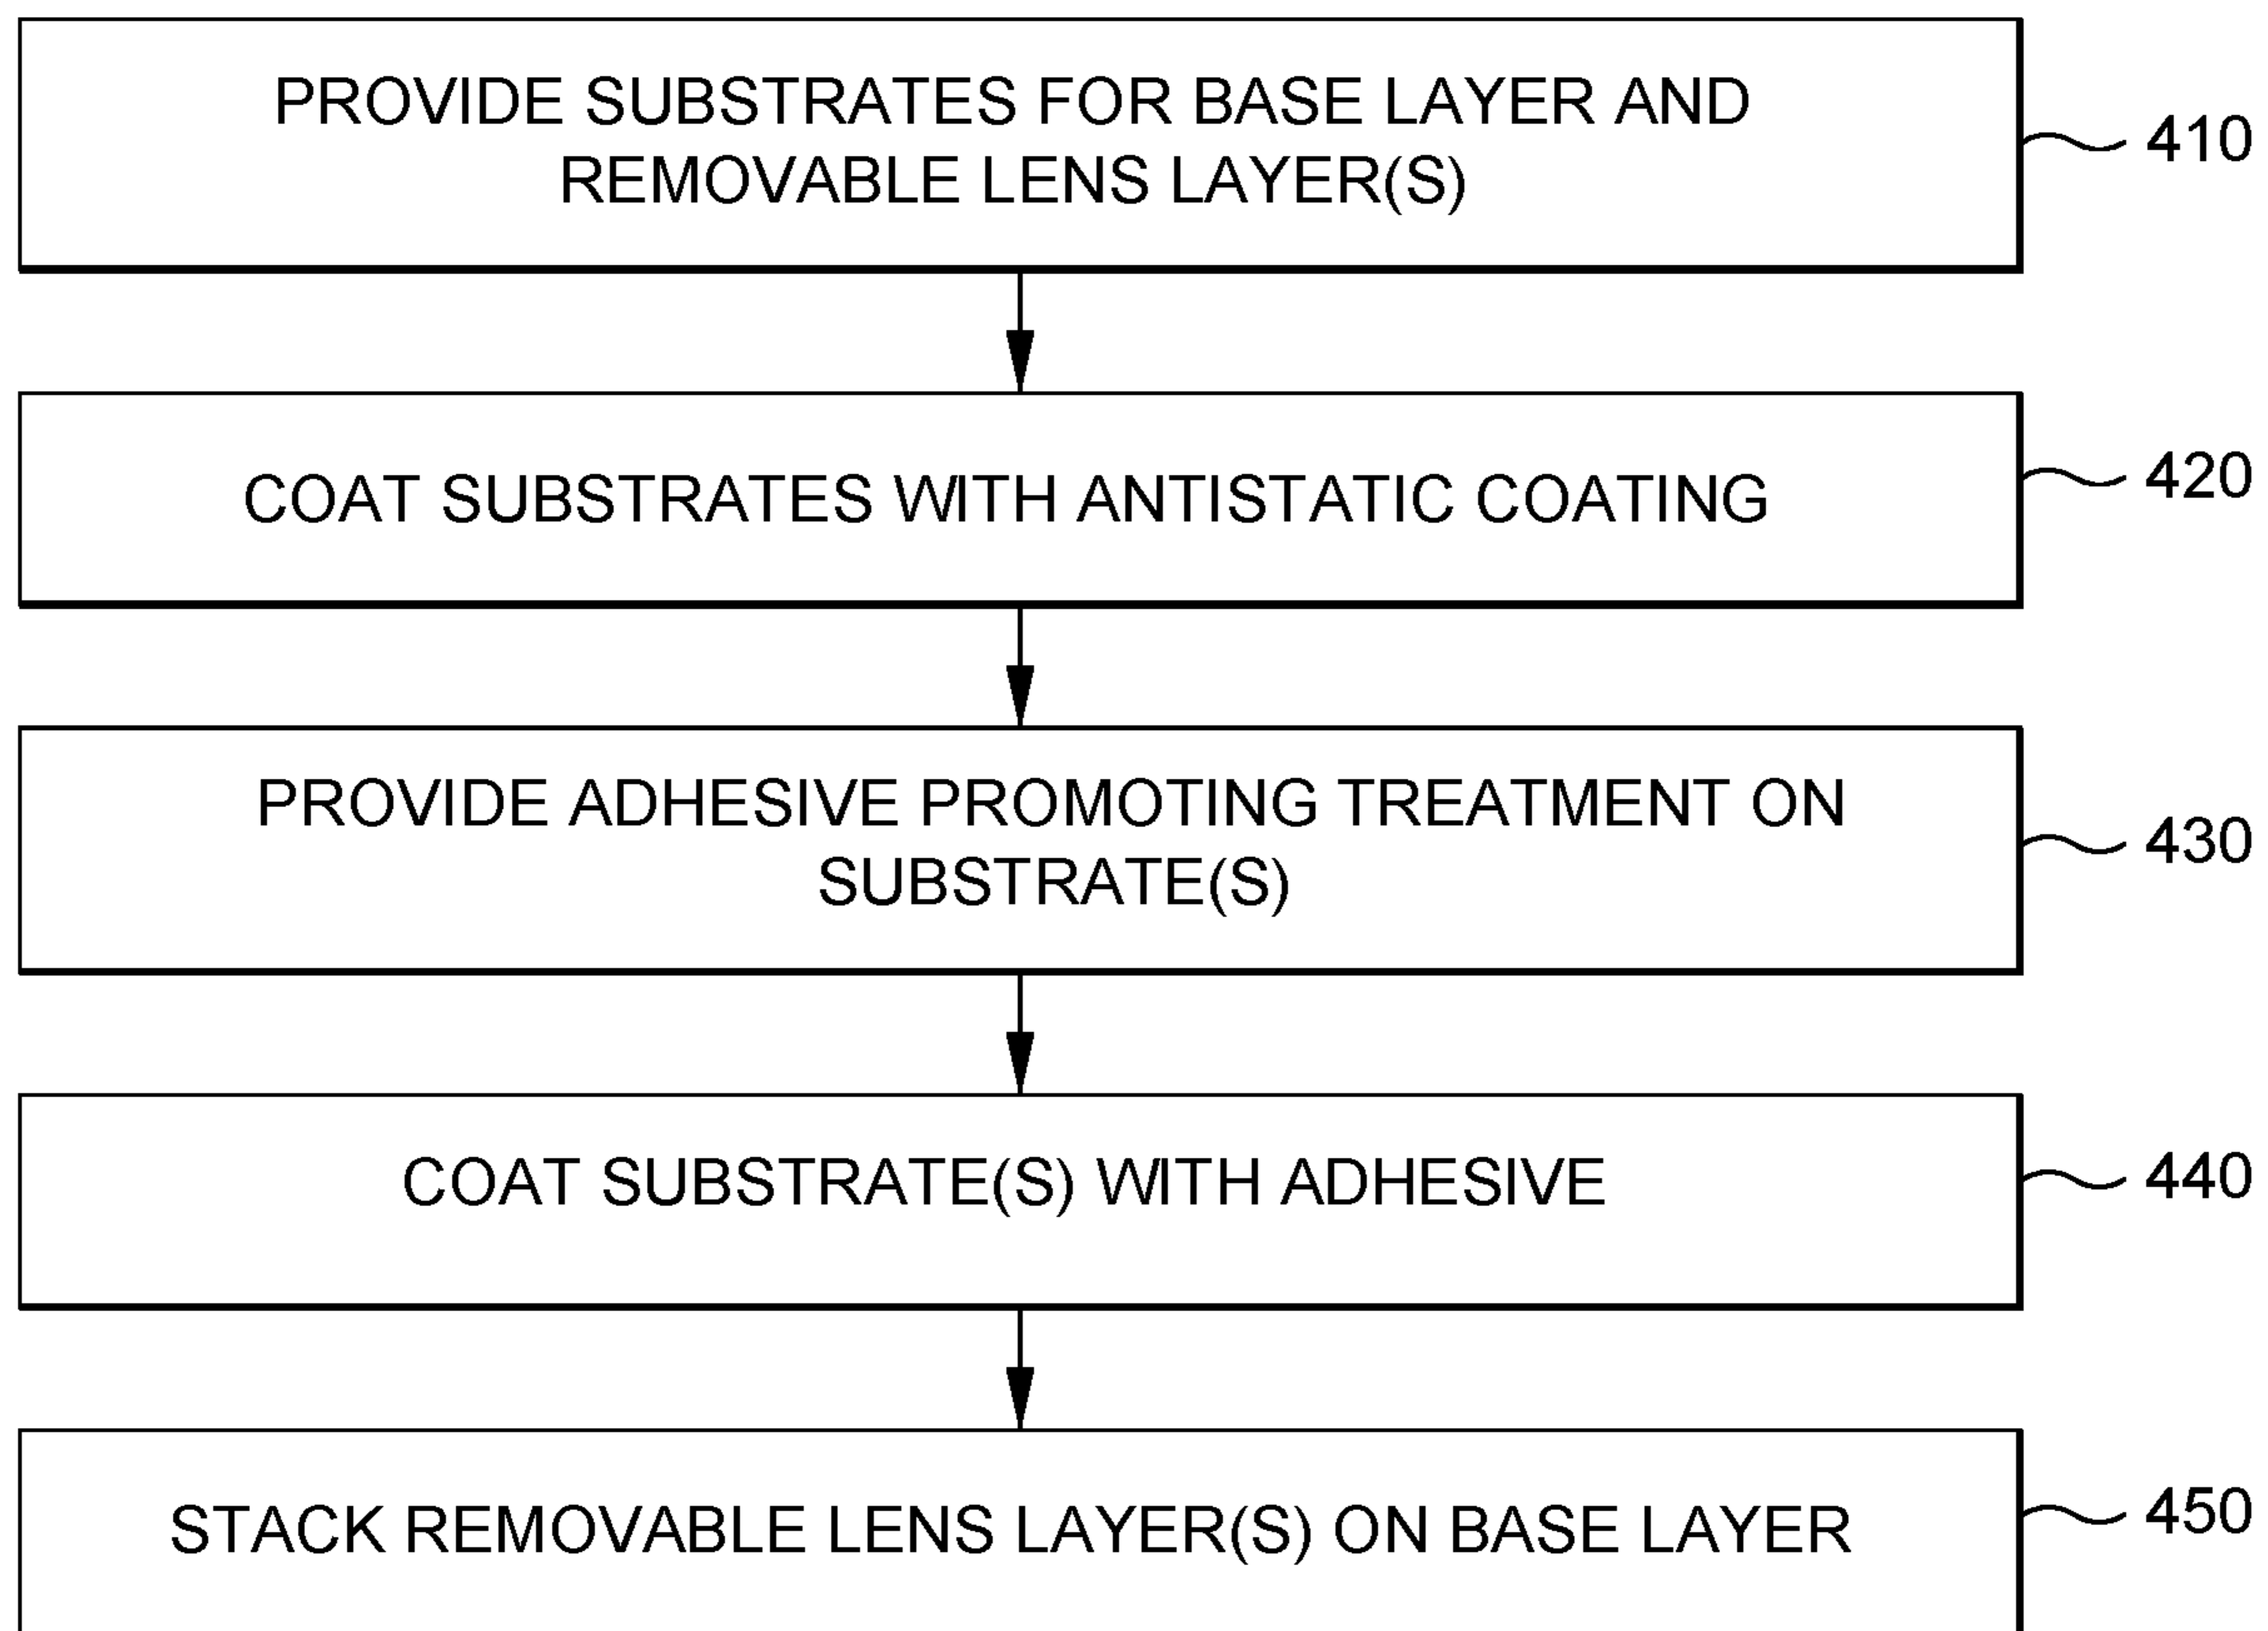 PROVIDE SUBSTRATES FOR BASE LAYER AND
REMOVABLE LENS LAYER(S)
410
COAT SUBSTRATES WITH ANTISTATIC COATING
420
PROVIDE ADHESIVE PROMOTING TREATMENT ON
SUBSTRATE(S)
430
COAT SUBSTRATE(S) WITH ADHESIVE
440
STACK REMOVABLE LENS LAYER(S) ON BASE LAYER
450